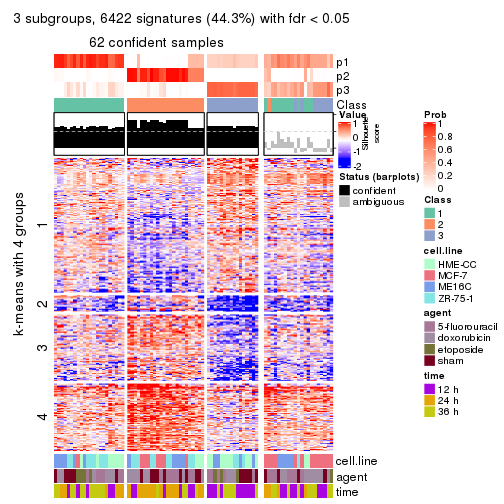 3 subgroups, 6422 signatures (44.3%) with fdr < 0.05
62 confident samples
p1
p2
p3
Class
k-means with 4 groups
1
2
3
4
cell.line
agent
time
Value
1
0
-1
-2
Silhouette
score
Status (barplots)
confident
ambiguous
Prob
1
0.8
0.6
0.4
0.2
0
Class
1
2
3
cell.line
HME-CC
MCF-7
ME16C
ZR-75-1
agent
5-fluorouracil
doxorubicin
etoposide
sham
time
12 h
24 h
36 h